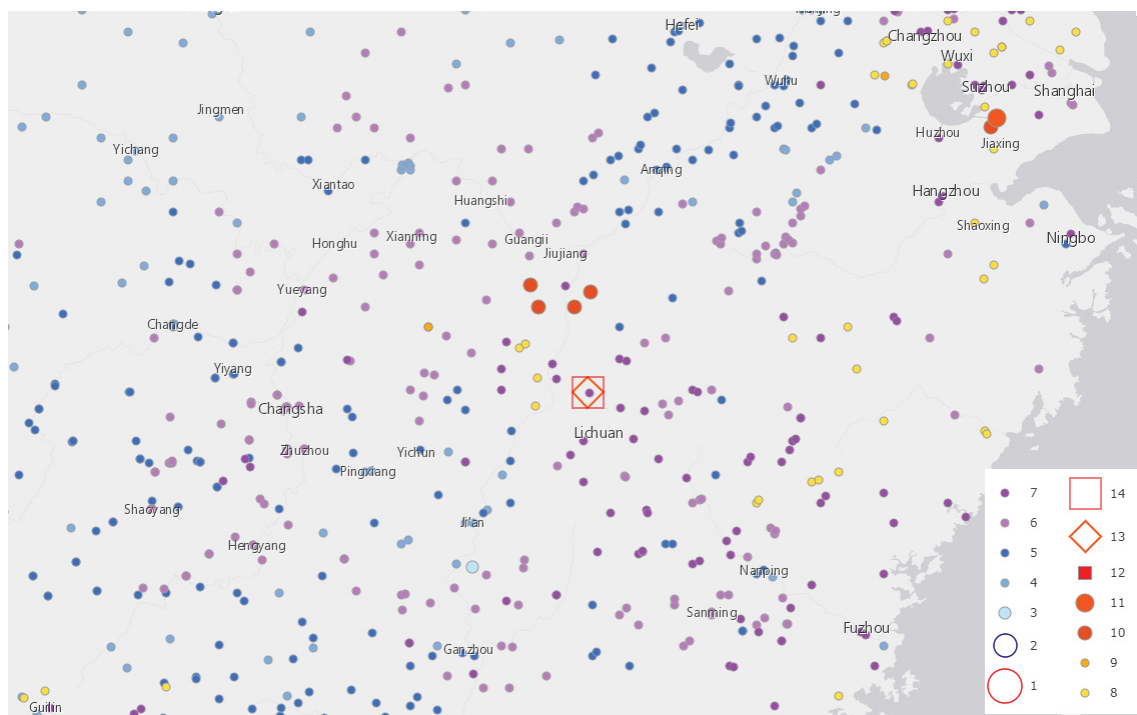 Hefei
Changzhou
Wuxi
Wuhu
Suzhou
Shanghai
Jingmen
Huzhou
Jiaxing
Yichang
Anqing
Xiantao
Hangzhou
Huangshi
Shaoxing
Honghu
Xianning
Guangji
Ningbo
Jiujiang
Yueyang
Changde
Yiyang
Changsha
Lichuan
Zhuzhou
Yichun
Pingxiang
Shaoyang
Ji'an
Hengyang
Nanping
Sanming
Fuzhou
Ganzhou
Guilin
7
6
5
4
3
2
1
14
13
12
11
10
9
8